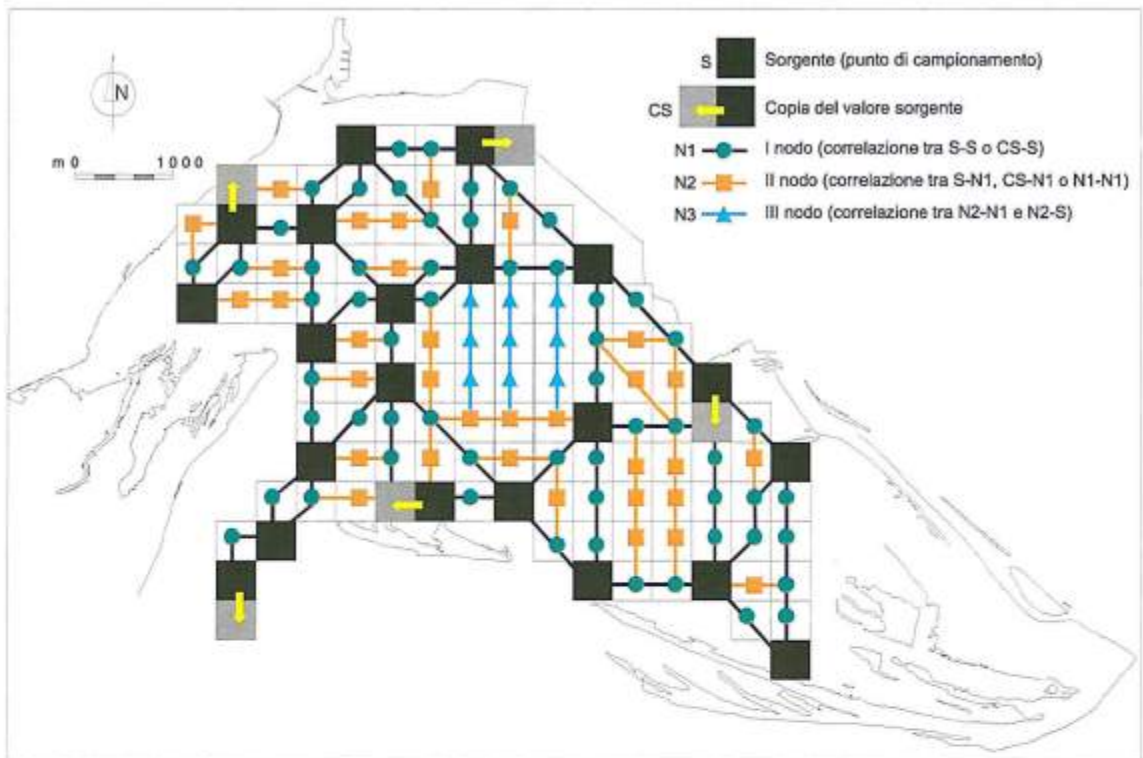 N
m 0 1000
S Sorgente (punto di campionamento)
CS Copia del valore sorgente
N1 I nodo (correlazione tra S-S o CS-S)
N2 II nodo (correlazione tra S-N1, CS-N1 o N1-N1)
N3 III nodo (correlazione tra N2-N1 e N2-S)